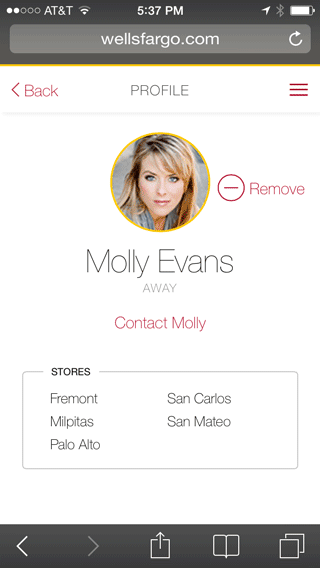 AT&T 5:37 PM
wellsfargo.com
Back PROFILE
Remove
Molly Evans
AWAY
Contact Molly
STORES
Fremont San Carlos
Milpitas San Mateo
Palo Alto